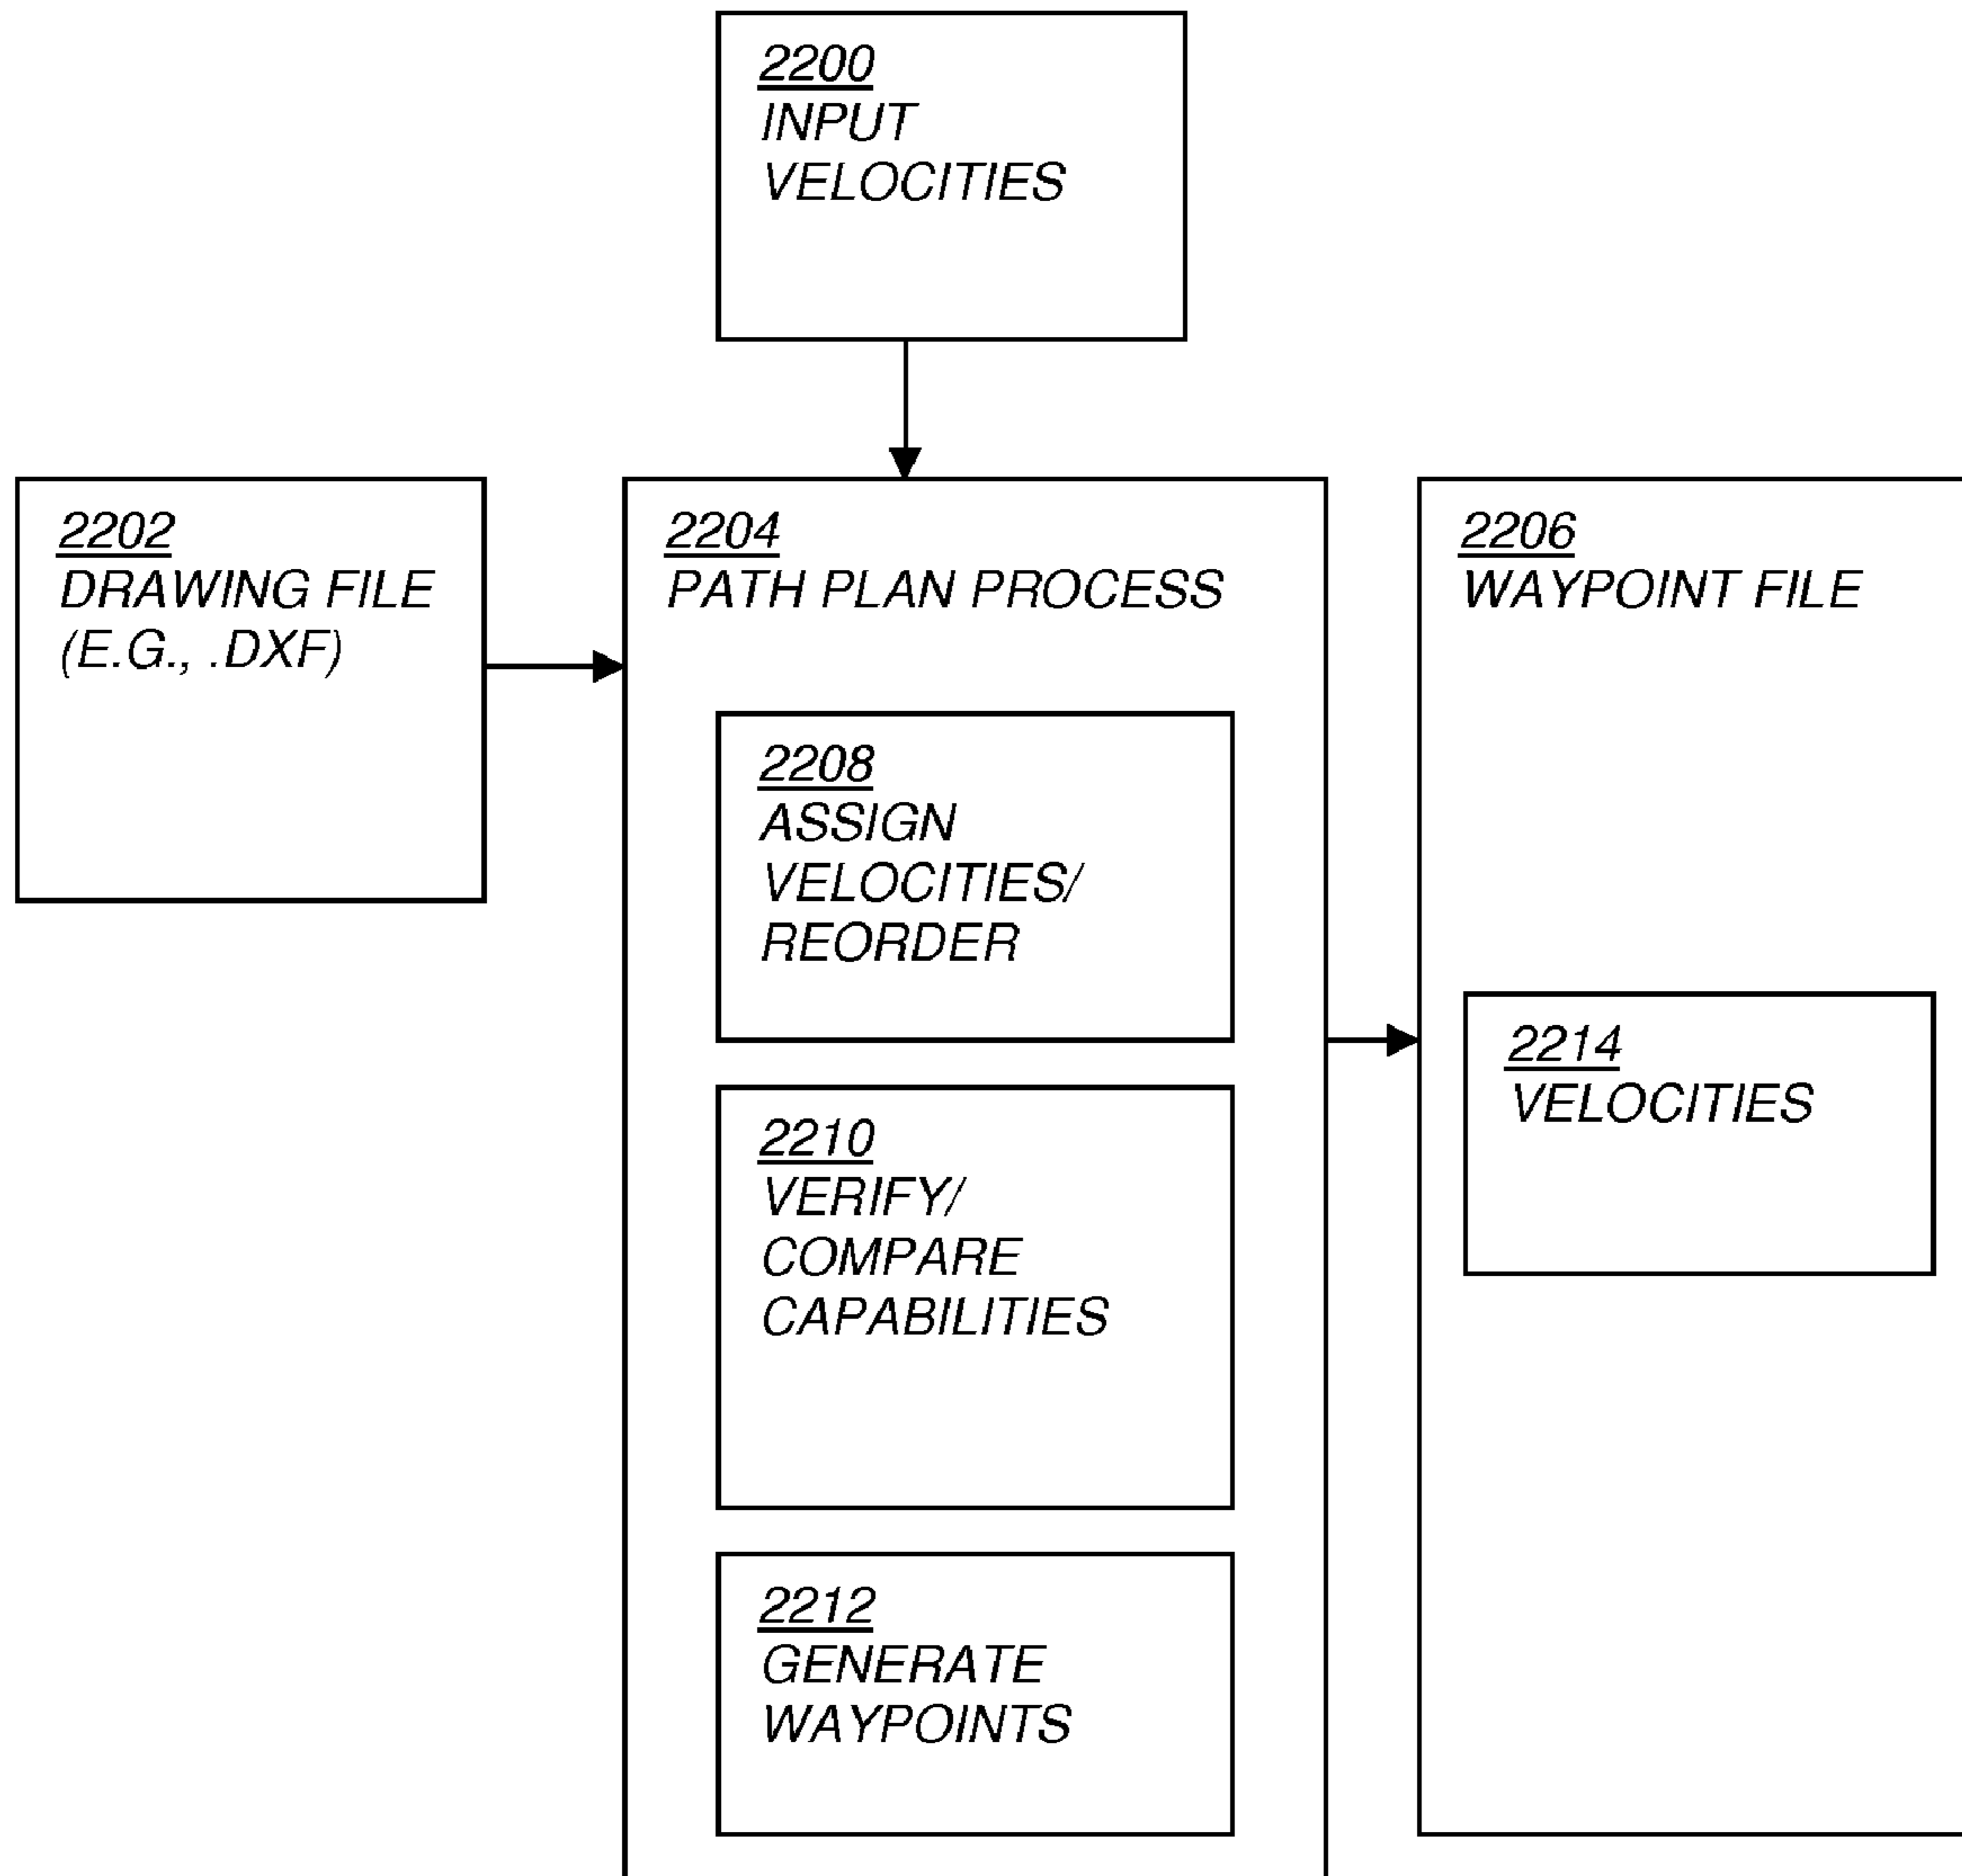 2200
INPUT
VELOCITIES
2202
DRAWING FILE
(E.G., .DXF)
2204
PATH PLAN PROCESS
2208
ASSIGN
VELOCITIES/
REORDER
2210
VERIFY/
COMPARE
CAPABILITIES
2212
GENERATE
WAYPOINTS
2206
WAYPOINT FILE
2214
VELOCITIES